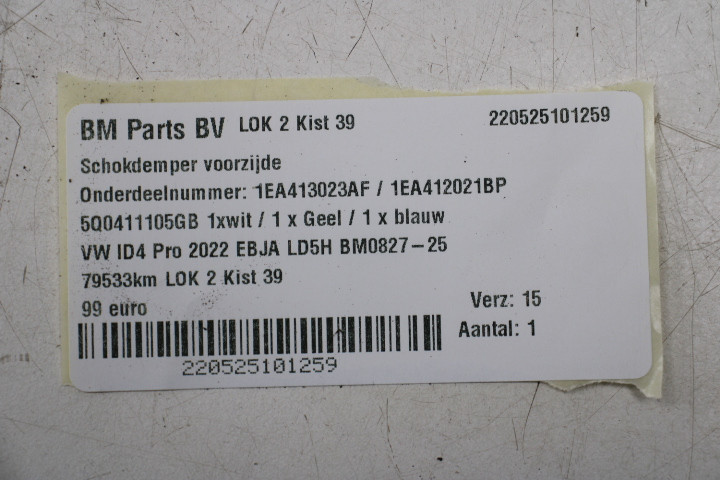 BM Parts BV LOK 2 Kist 39 220525101259
Schokdemper voorzijde
Onderdeelnummer: 1EA413023AF / 1EA412021BP
5Q0411105GB 1xwit / 1 x Geel / 1 x blauw
VW ID4 Pro 2022 EBJA LD5H BM0827-25
79533km LOK 2 Kist 39
99 euro Verz: 15
Aantal: 1
220525101259